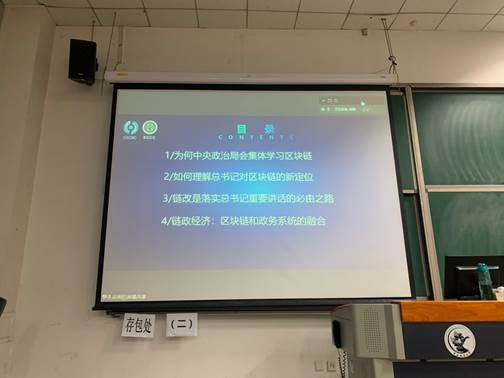 目 录
CONTENTS
1/为何中央政治局会集体学习区块链
2/如何理解总书记对区块链的新定位
3/链改是落实总书记重要讲话的必由之路
4/链政经济：区块链和政务系统的融合
存包处
（二）